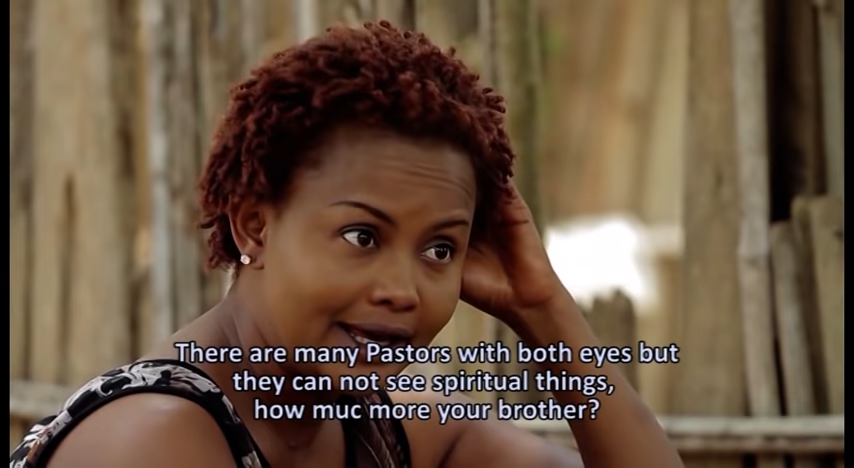 There are many Pastors with both eyes but
they can not see spiritual things,
how muc more your brother?